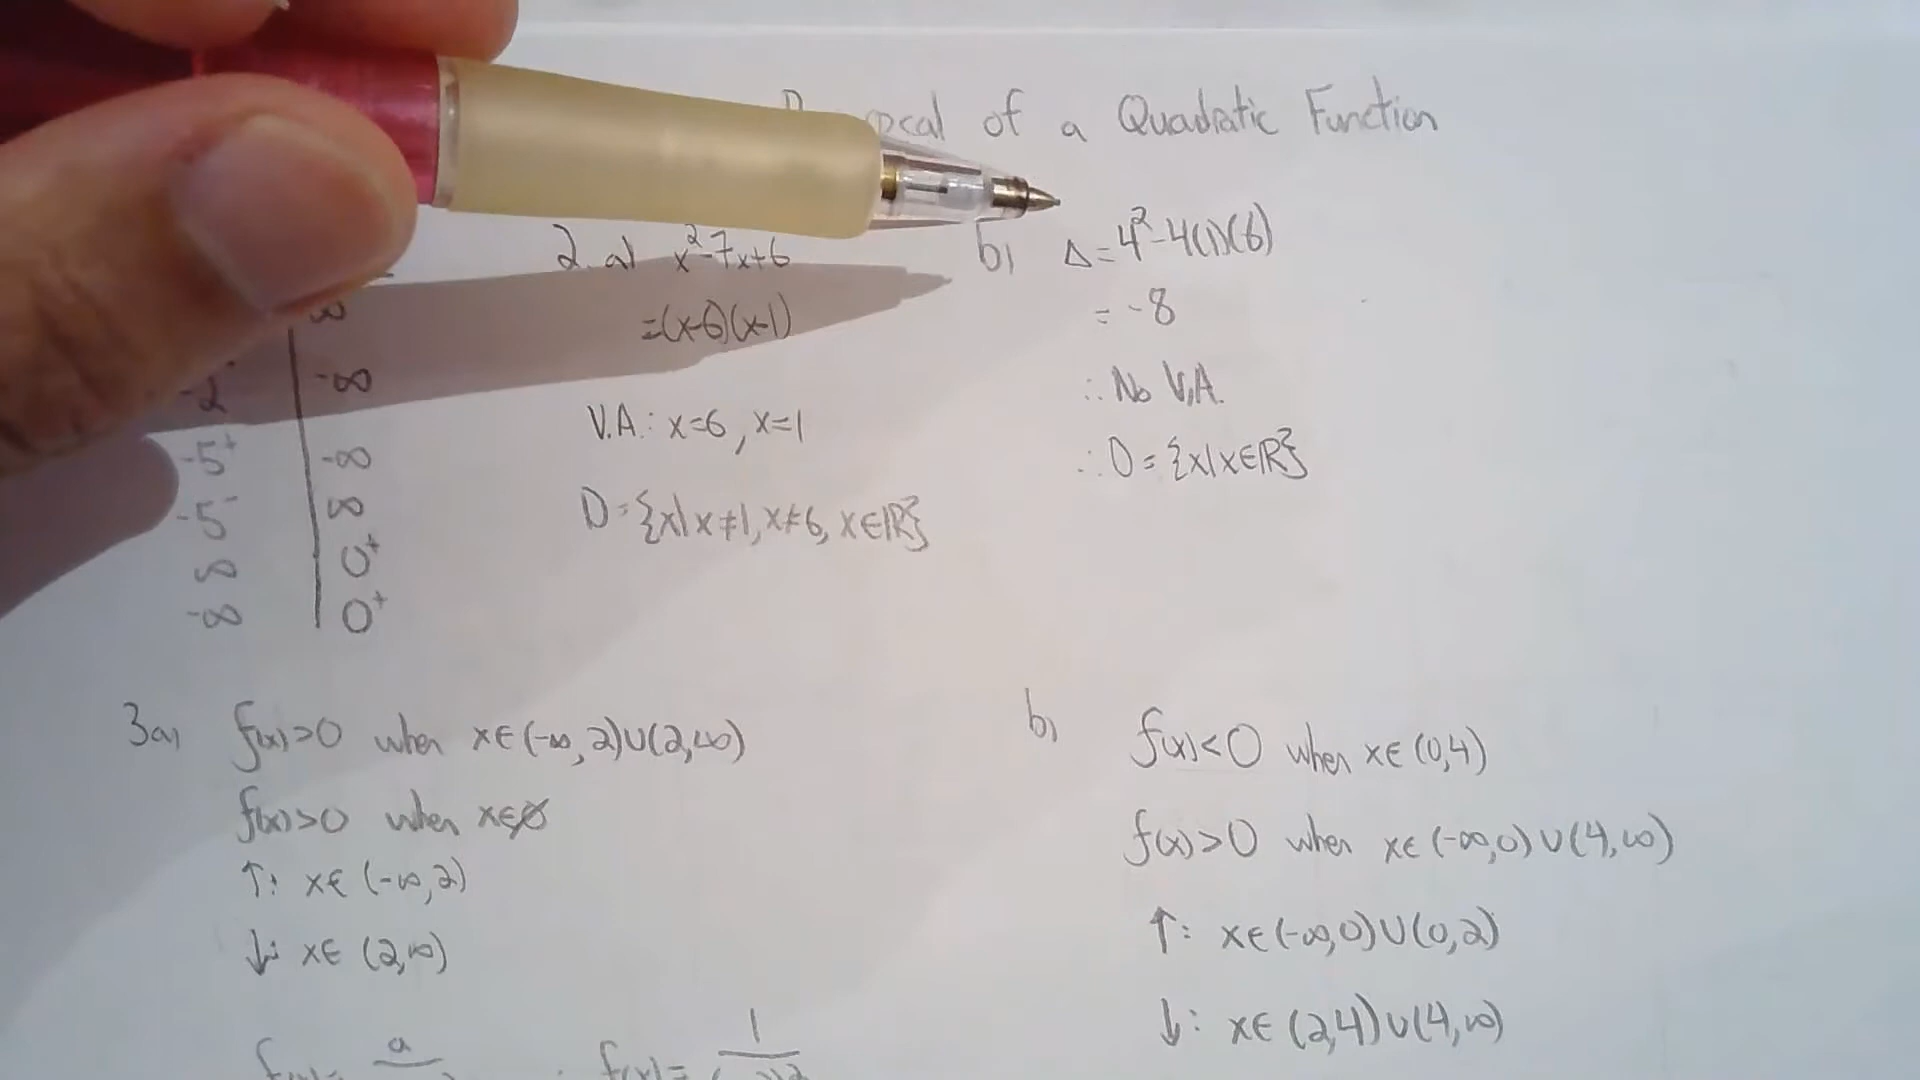 of a Quadratic Function
2. a) x²-7x+6
=(x-6)(x-1)
V.A.: x=6, x=1
D={x|x≠1, x≠6, x∈ℝ}
b) Δ=4²-4(1)(6)
= -8
∴ No V.A.
∴ D={x|x∈ℝ}
∞
-2⁻ -∞
-5⁺ -∞
-5⁻ ∞
∞ 0⁺
-∞ 0⁺
3a) f(x)>0 when x∈(-∞,2)∪(2,∞)
f(x)>0 when x∈∅
↑: x∈(-∞,2)
↓: x∈(2,∞)
b) f(x)<0 when x∈(0,4)
f(x)>0 when x∈(-∞,0)∪(4,∞)
↑: x∈(-∞,0)∪(0,2)
↓: x∈(2,4)∪(4,∞)